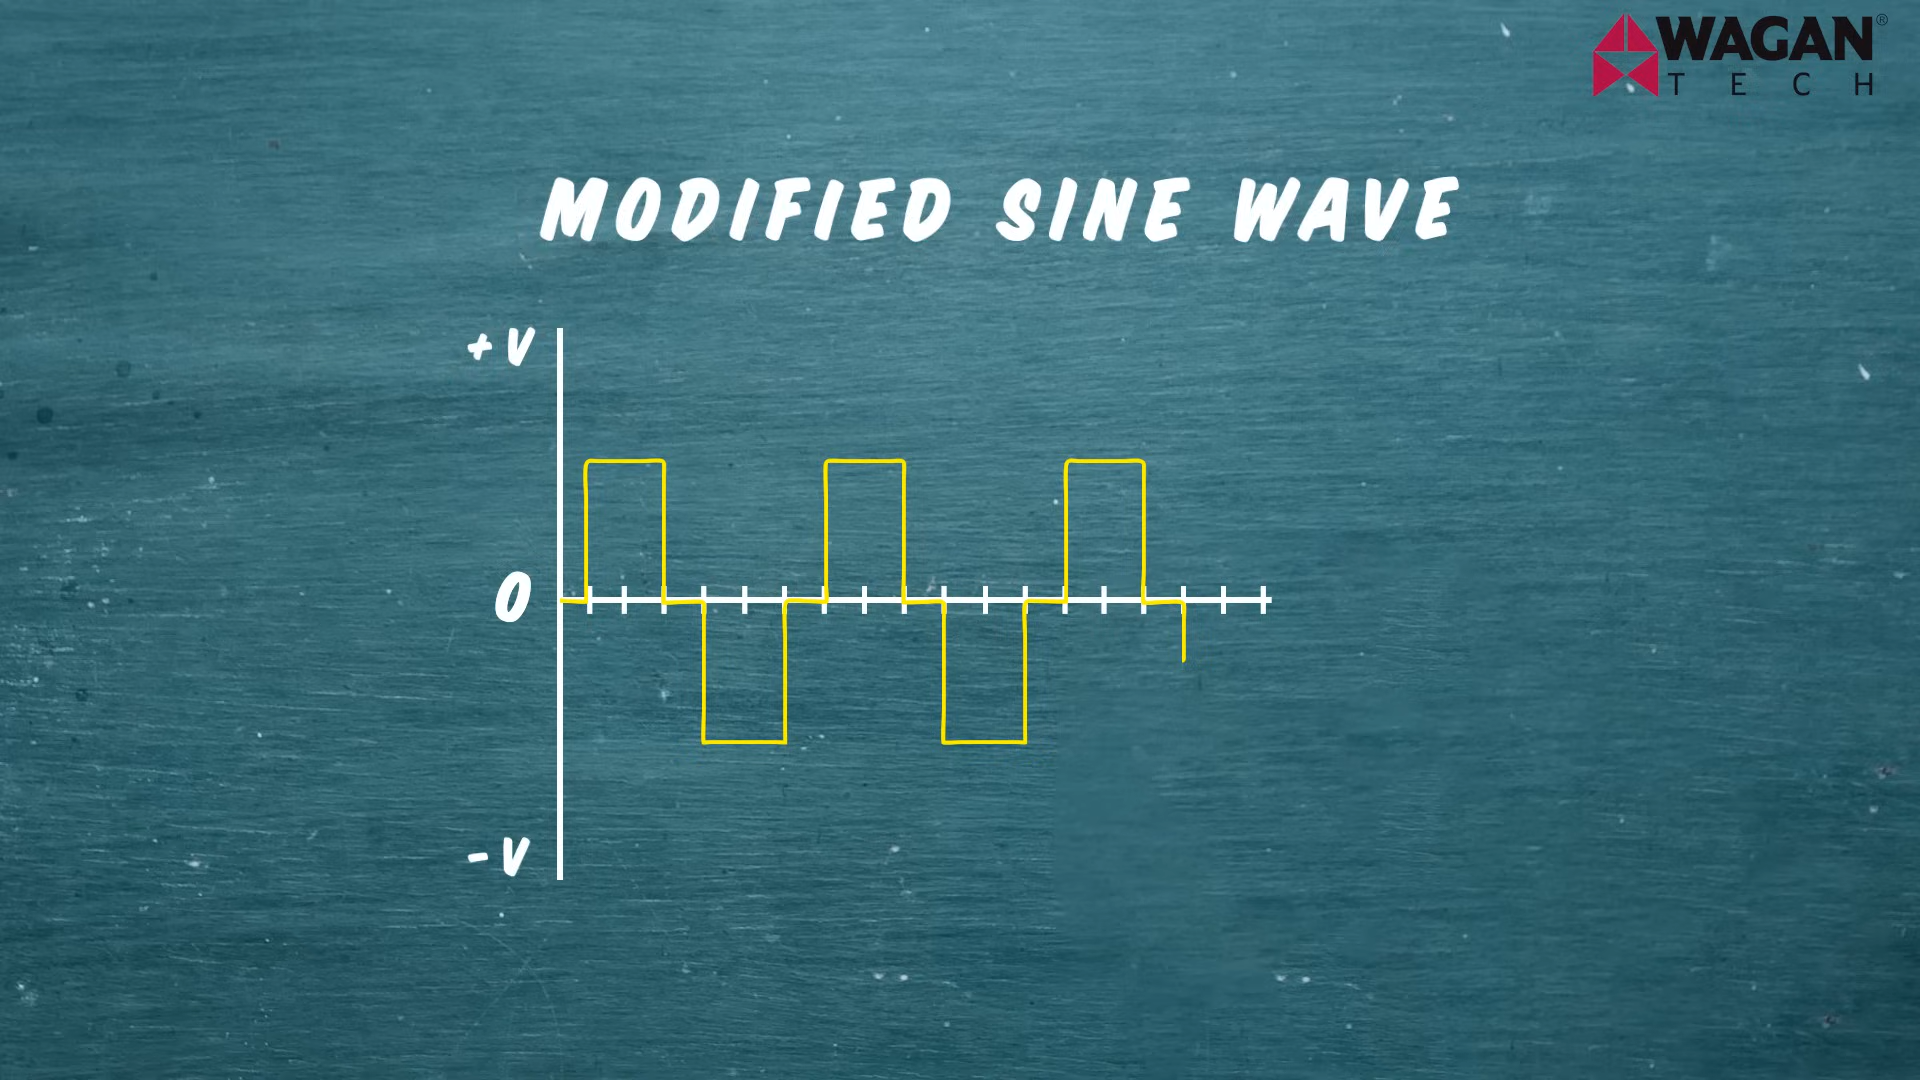 WAGAN®
TECH
MODIFIED SINE WAVE
+V
0
-V